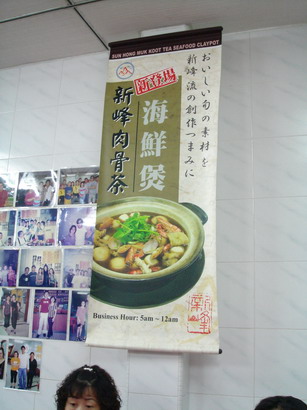 SUN HONG MUK KOOT TEA SEAFOOD CLAYPOT
おいしい旬の素材を
新峰流の創作つまみに
新登場
海鮮煲
新峰肉骨茶
Business Hour: 5am ~ 12am